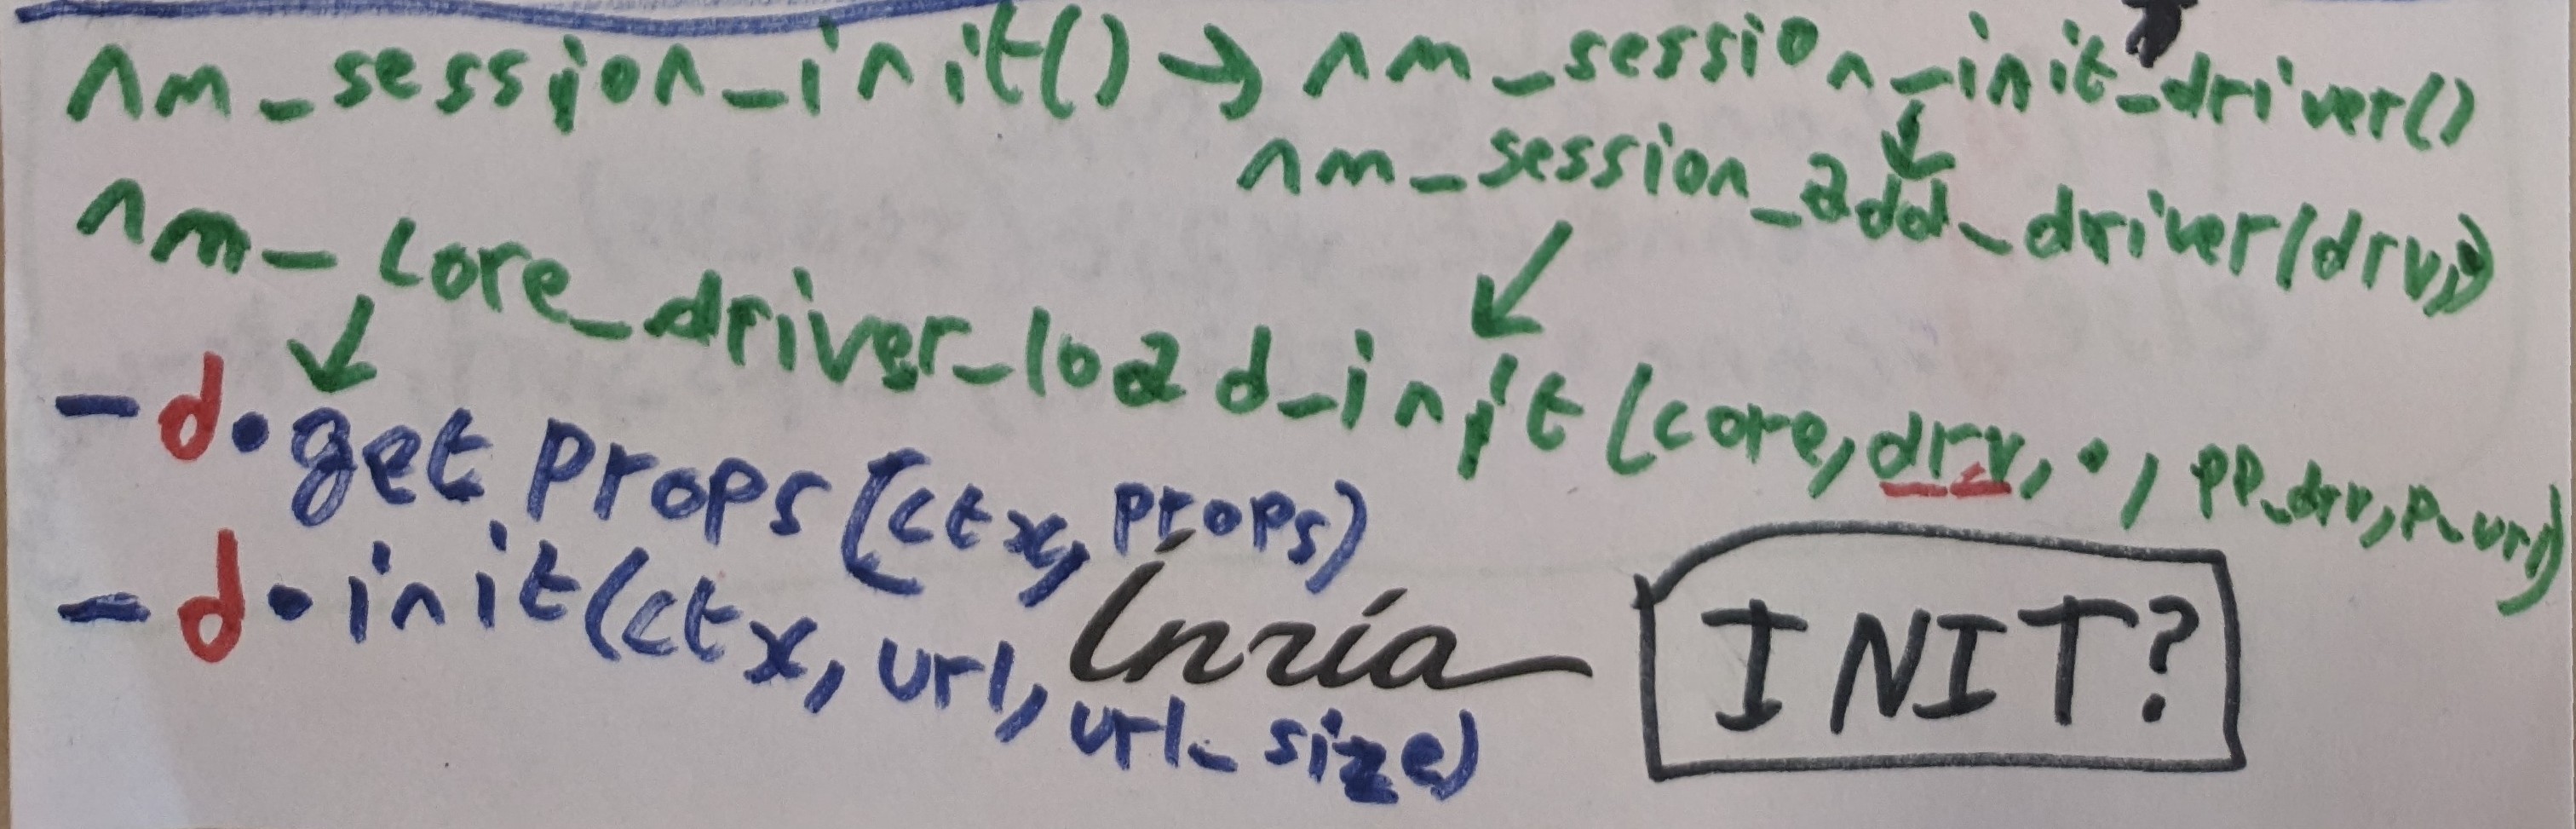 nm_session_init() → nm_session_init_driver()
↓
nm_session_add_driver(drv,)
↙
nm_core_driver_load_init(core, drv, ·, pp_drv, p_url)
↓
- d. get props (ctx, props)
- d. init(ctx, url, url_size)
Inria
INIT?